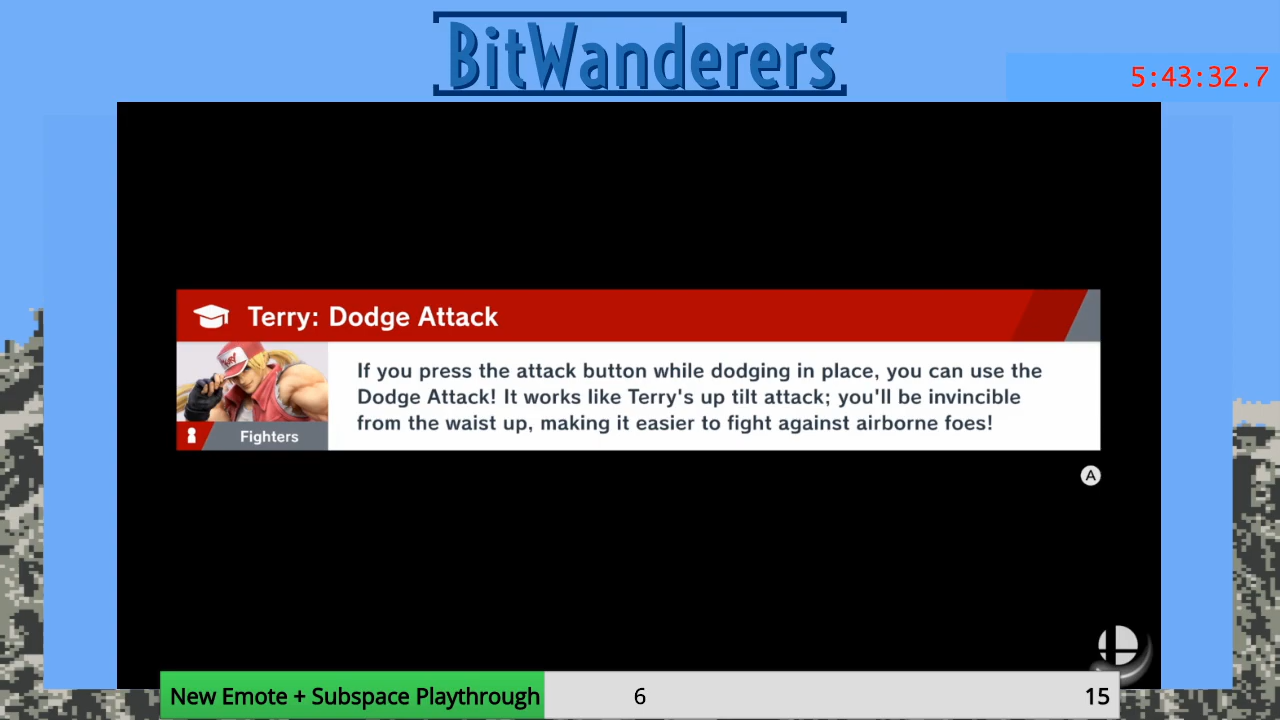 BitWanderers
5:43:32.7
Terry: Dodge Attack
If you press the attack button while dodging in place, you can use the
Dodge Attack! It works like Terry's up tilt attack; you'll be invincible
from the waist up, making it easier to fight against airborne foes!
Fighters
A
New Emote + Subspace Playthrough 6 15